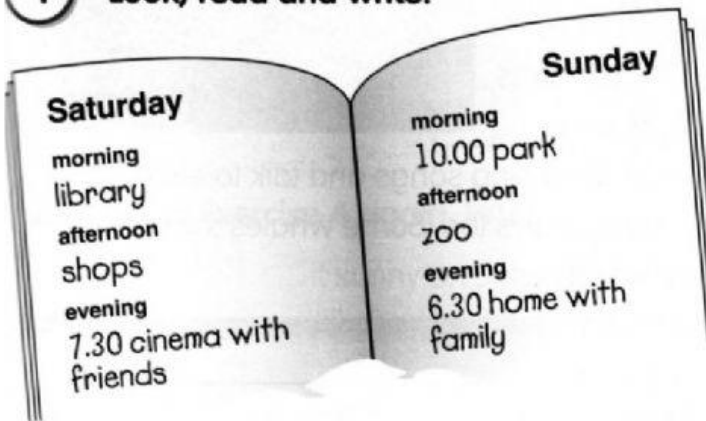 Look, read and write.
Saturday
morning
library
afternoon
shops
evening
7.30 cinema with
friends
Sunday
morning
10.00 park
afternoon
zoo
evening
6.30 home with
family